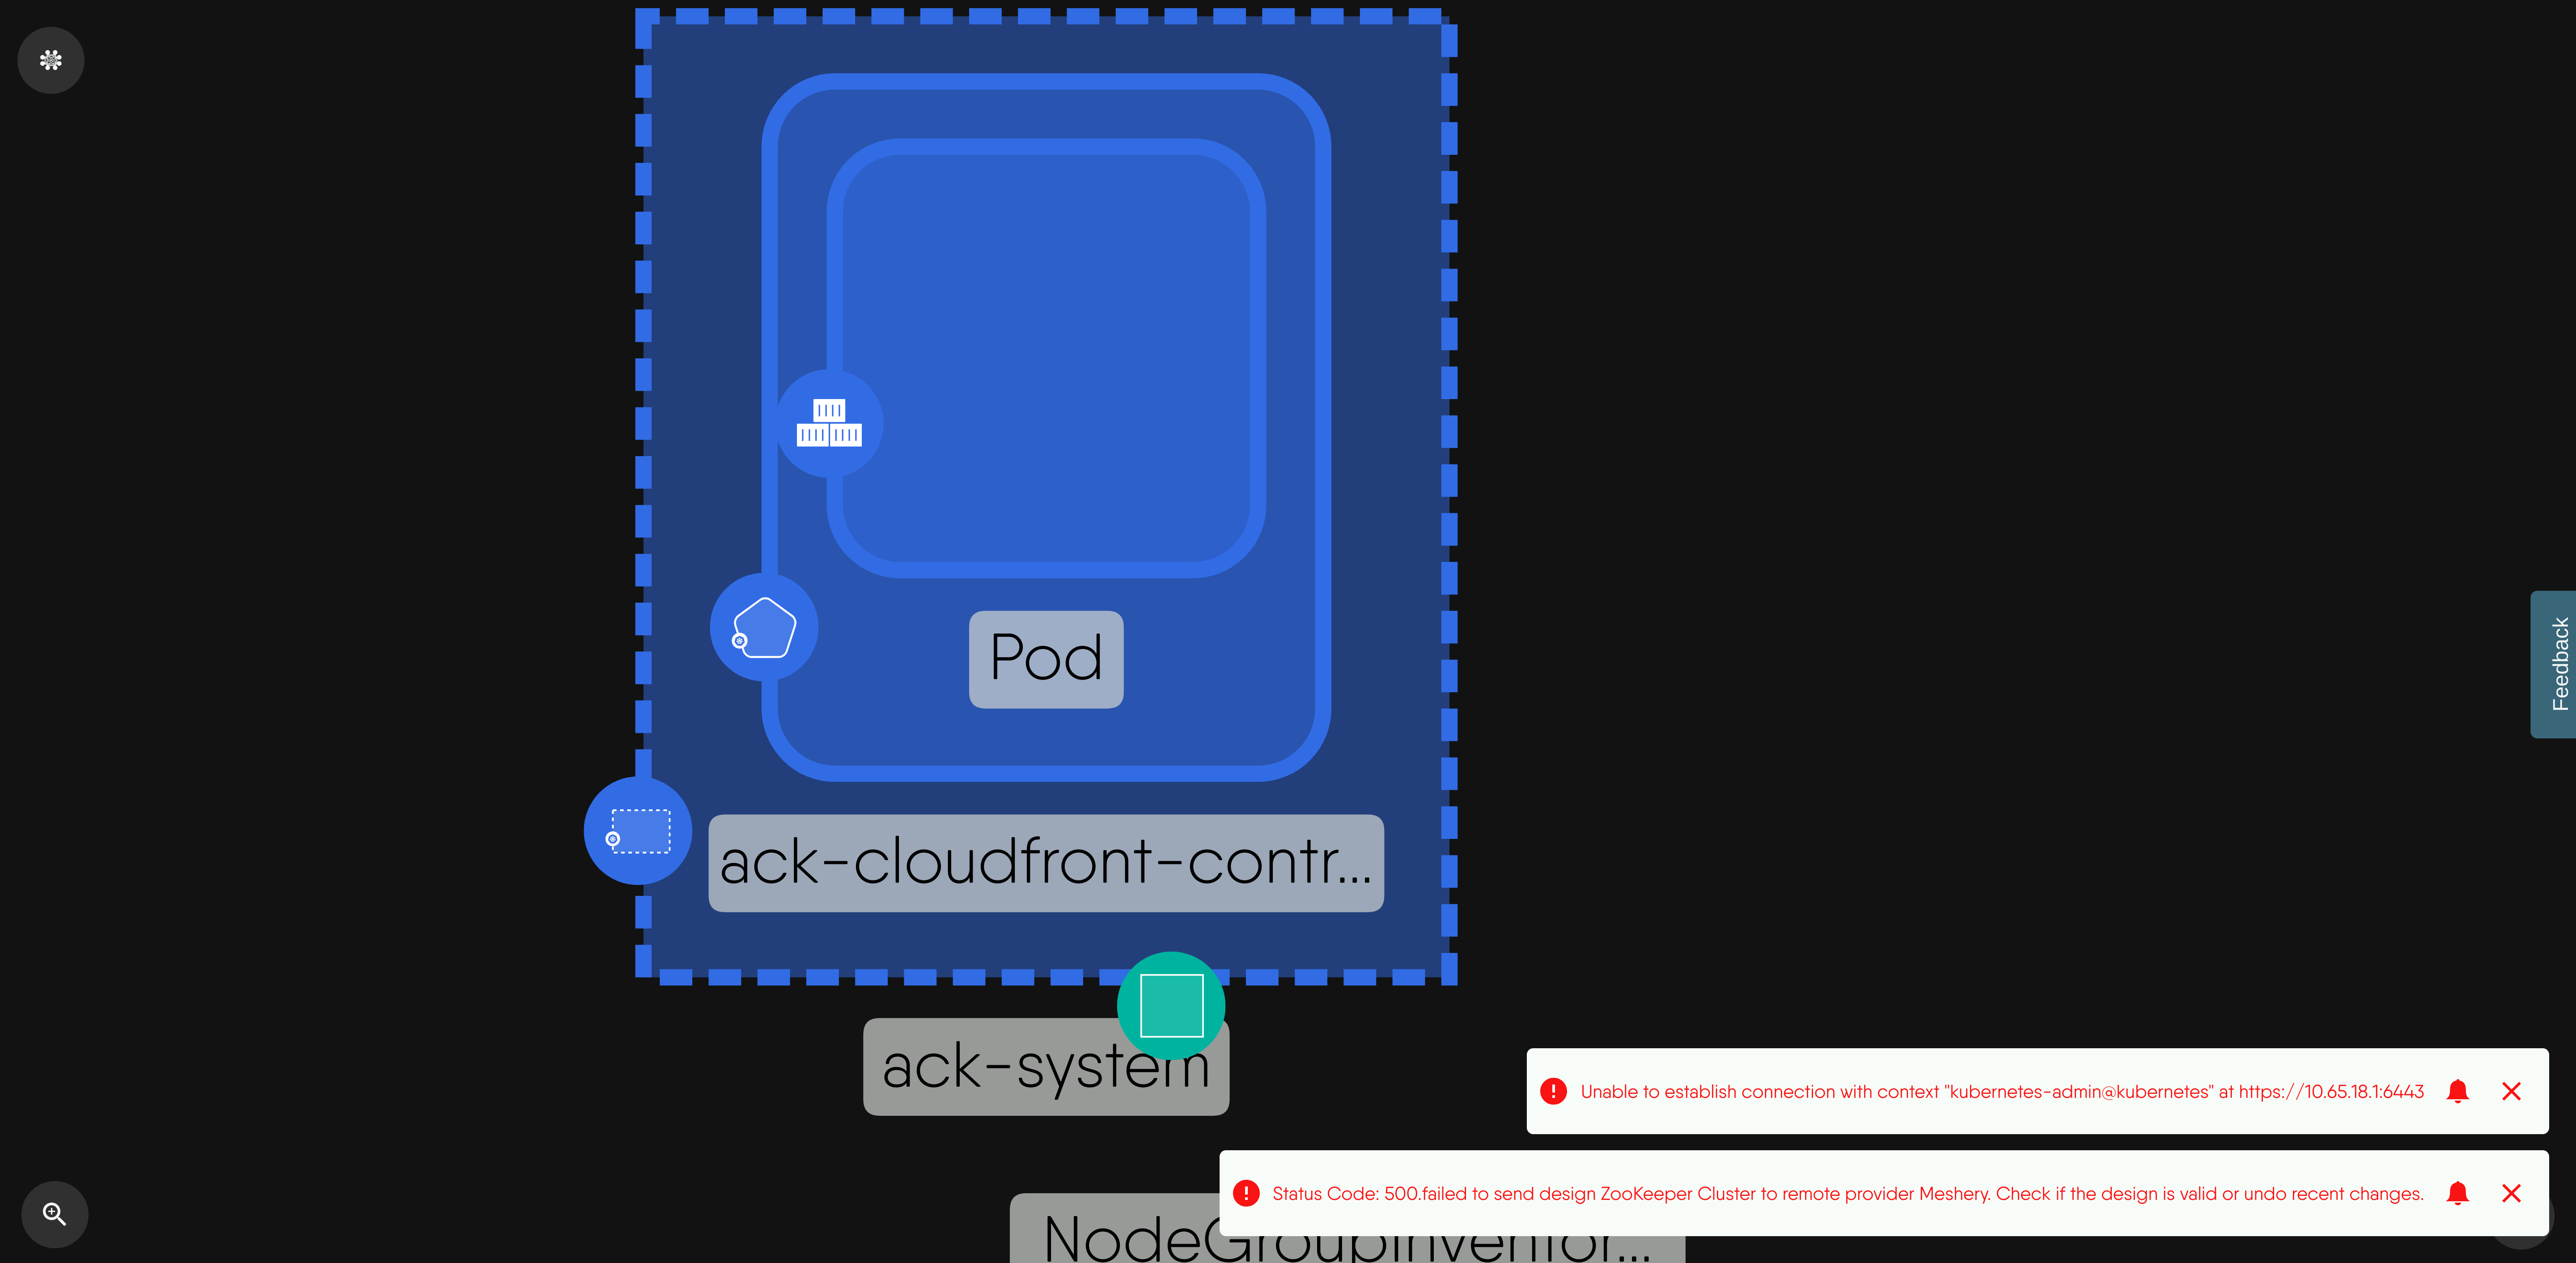 Pod
ack-cloudfront-contr...
ack-system
Feedback
Unable to establish connection with context "kubernetes-admin@kubernetes" at https://10.65.18.1:6443
Status Code: 500.failed to send design ZooKeeper Cluster to remote provider Meshery. Check if the design is valid or undo recent changes.
NodeGroupInventor...